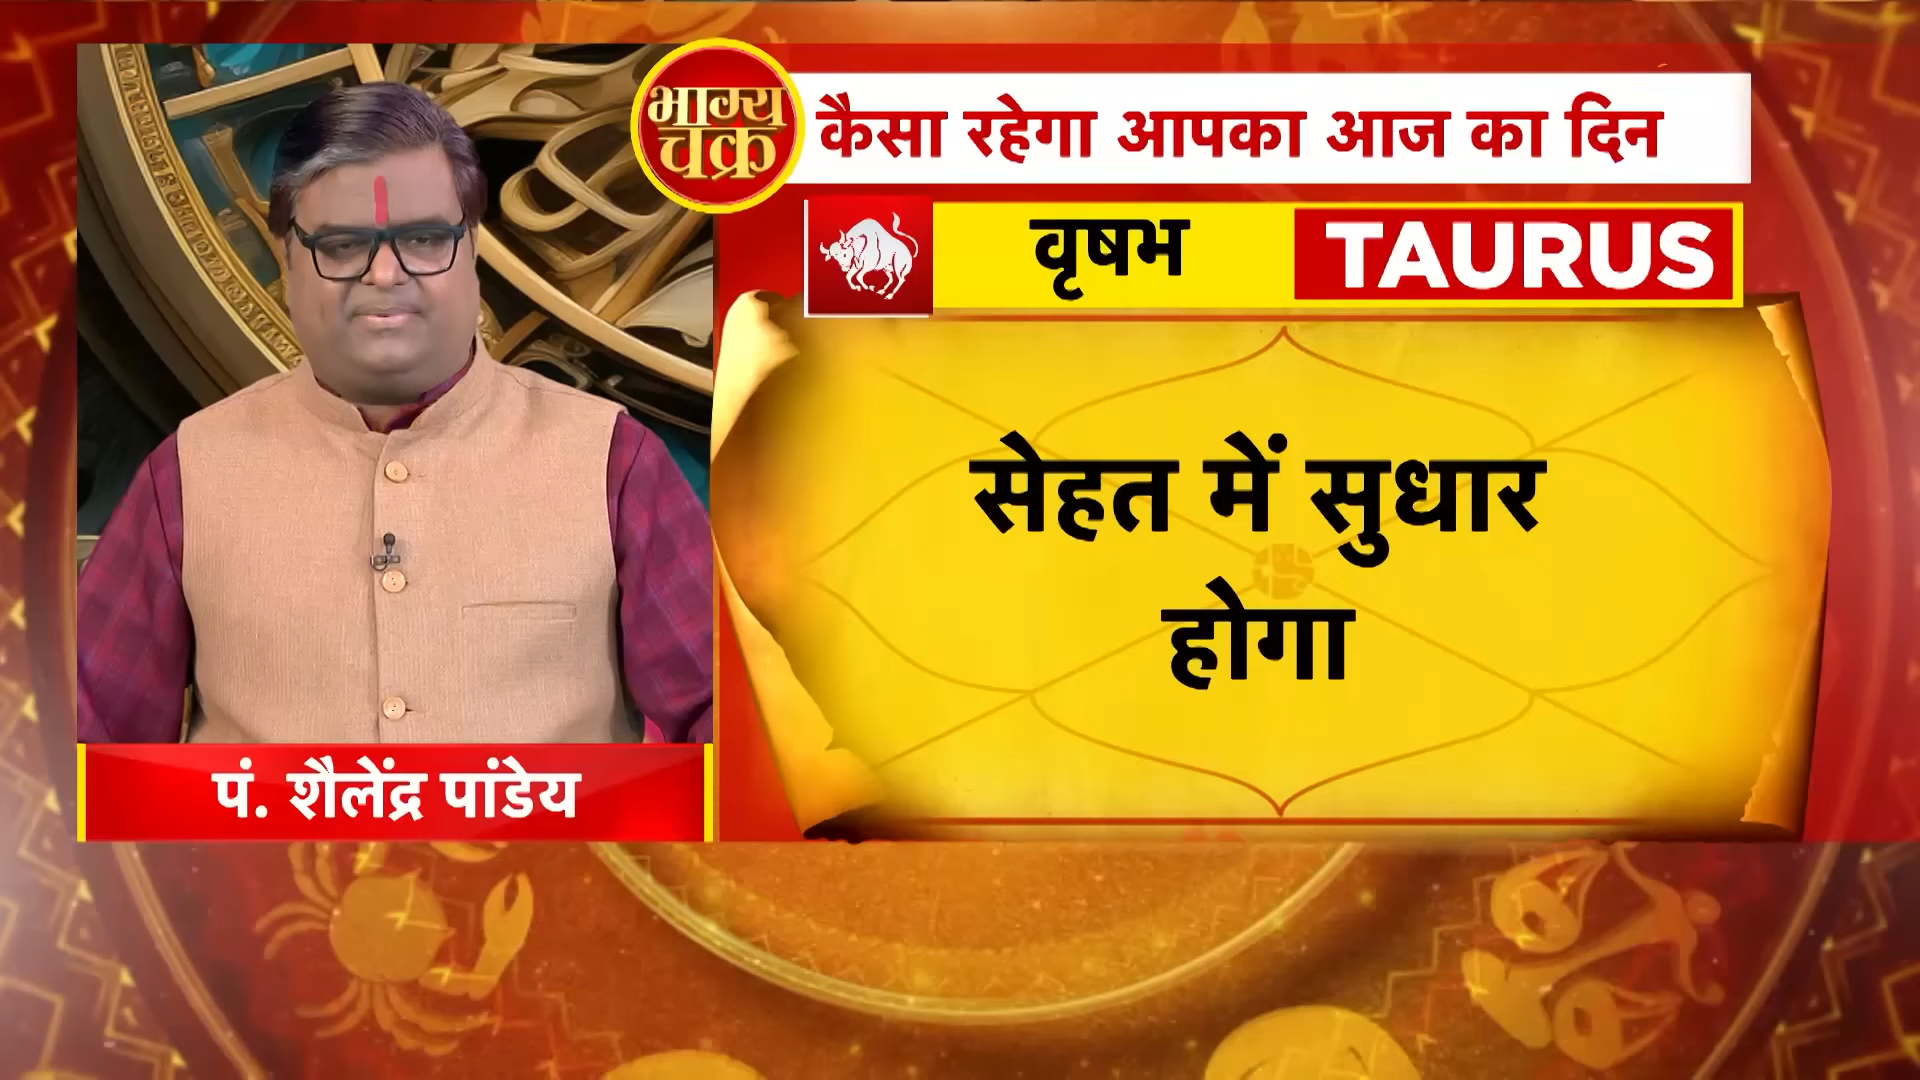 भाग्य
चक्र
कैसा रहेगा आपका आज का दिन
वृषभ
TAURUS
सेहत में सुधार
होगा
पं. शैलेंद्र पांडेय